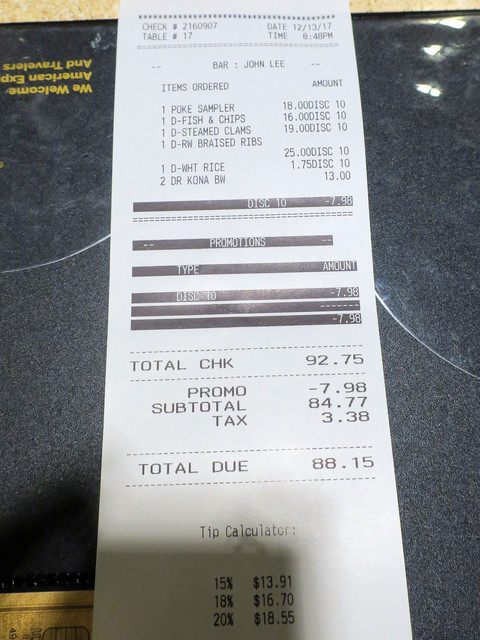 CHECK # 2160907 DATE 12/13/17
TABLE # 17 TIME 8:48PM
-- BAR : JOHN LEE --
ITEMS ORDERED AMOUNT
1 POKE SAMPLER 18.00DISC 10
1 D-FISH & CHIPS 16.00DISC 10
1 D-STEAMED CLAMS 19.00DISC 10
1 D-RW BRAISED RIBS
25.00DISC 10
1 D-WHT RICE 1.75DISC 10
2 DR KONA BW 13.00
DISC 10 -7.98
-- PROMOTIONS --
TYPE AMOUNT
DISC 10 -7.98
-7.98
TOTAL CHK 92.75
PROMO -7.98
SUBTOTAL 84.77
TAX 3.38
TOTAL DUE 88.15
Tip Calculator:
15% $13.91
18% $16.70
20% $18.55
We Welcome
American Exp
And Travelers